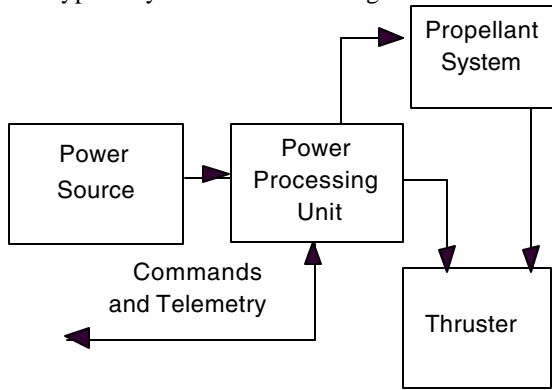 Propellant
System
Power
Source
Power
Processing
Unit
Commands
and Telemetry
Thruster